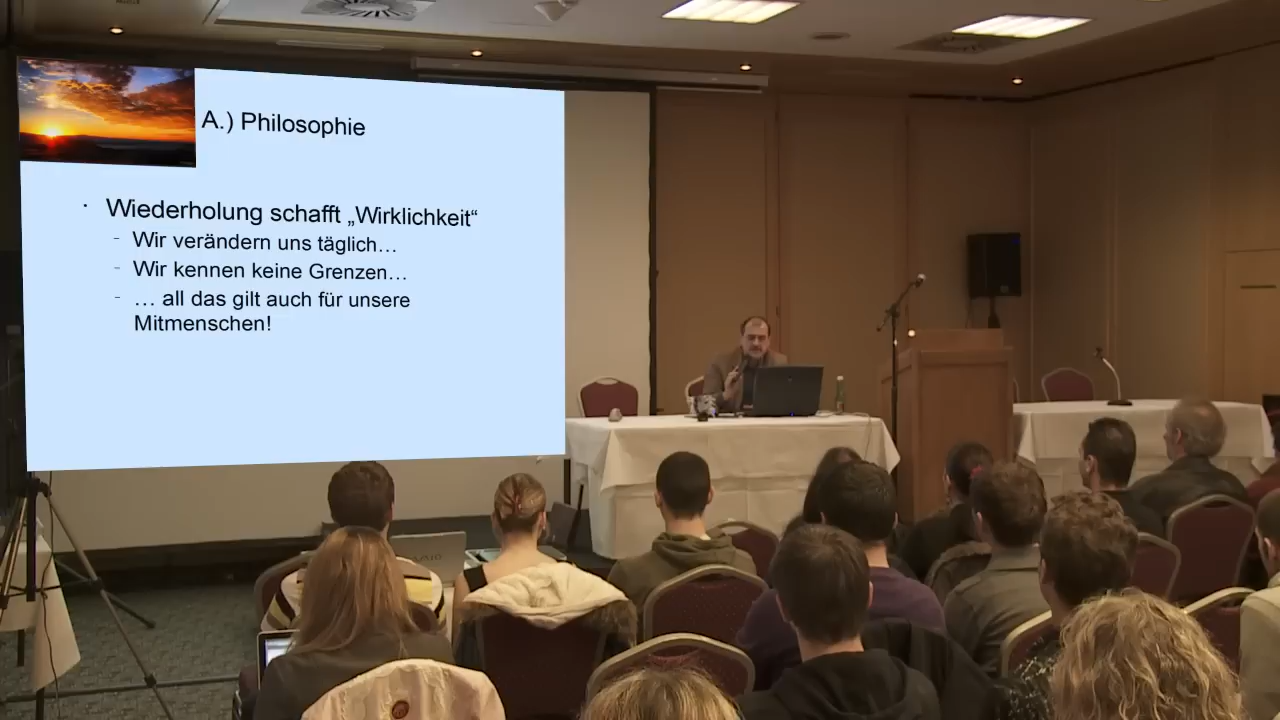 A.) Philosophie
· Wiederholung schafft „Wirklichkeit“
- Wir verändern uns täglich…
- Wir kennen keine Grenzen…
- … all das gilt auch für unsere
Mitmenschen!